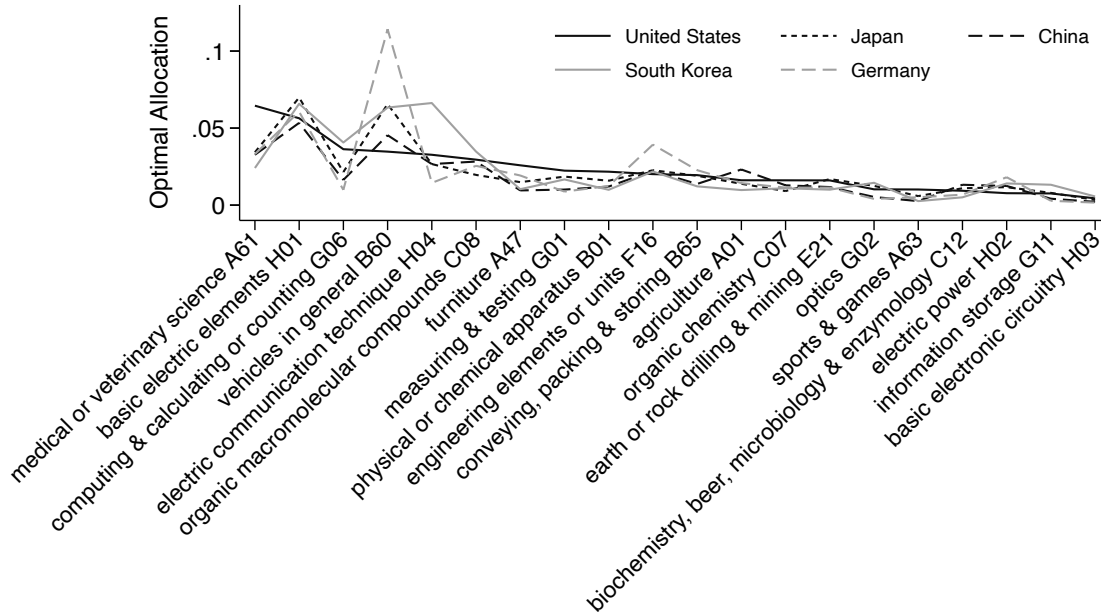 Optimal Allocation
.1
.05
0
United States
Japan
China
South Korea
Germany
medical or veterinary science A61
basic electric elements H01
computing & calculating or counting G06
vehicles in general B60
electric communication technique H04
organic macromolecular compounds C08
furniture A47
measuring & testing G01
physical or chemical apparatus B01
engineering elements or units F16
conveying, packing & storing B65
agriculture A01
organic chemistry C07
earth or rock drilling & mining E21
optics G02
sports & games A63
biochemistry, beer, microbiology & enzymology C12
electric power H02
information storage G11
basic electronic circuitry H03